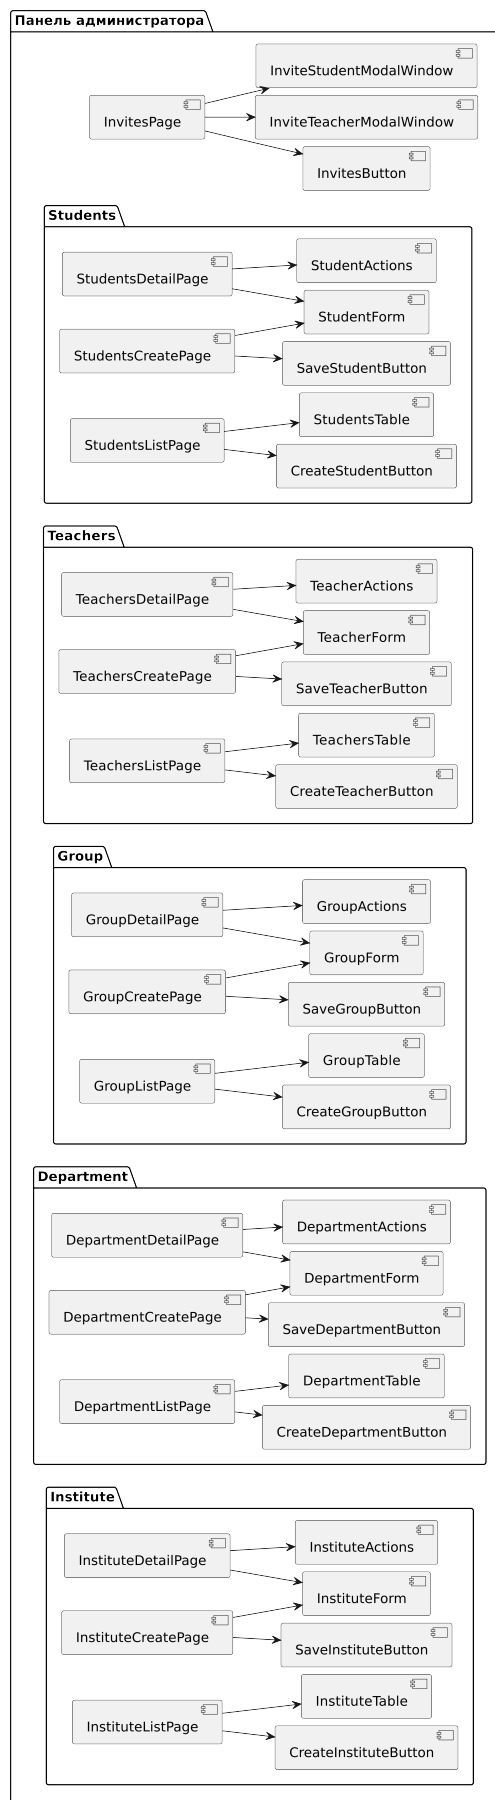 Панель администратора
InviteStudentModalWindow
InvitesPage
InviteTeacherModalWindow
InvitesButton
Students
StudentsDetailPage
StudentActions
StudentForm
StudentsCreatePage
SaveStudentButton
StudentsListPage
StudentsTable
CreateStudentButton
Teachers
TeachersDetailPage
TeacherActions
TeacherForm
TeachersCreatePage
SaveTeacherButton
TeachersListPage
TeachersTable
CreateTeacherButton
Group
GroupDetailPage
GroupActions
GroupForm
GroupCreatePage
SaveGroupButton
GroupListPage
GroupTable
CreateGroupButton
Department
DepartmentDetailPage
DepartmentActions
DepartmentForm
DepartmentCreatePage
SaveDepartmentButton
DepartmentListPage
DepartmentTable
CreateDepartmentButton
Institute
InstituteDetailPage
InstituteActions
InstituteForm
InstituteCreatePage
SaveInstituteButton
InstituteListPage
InstituteTable
CreateInstituteButton